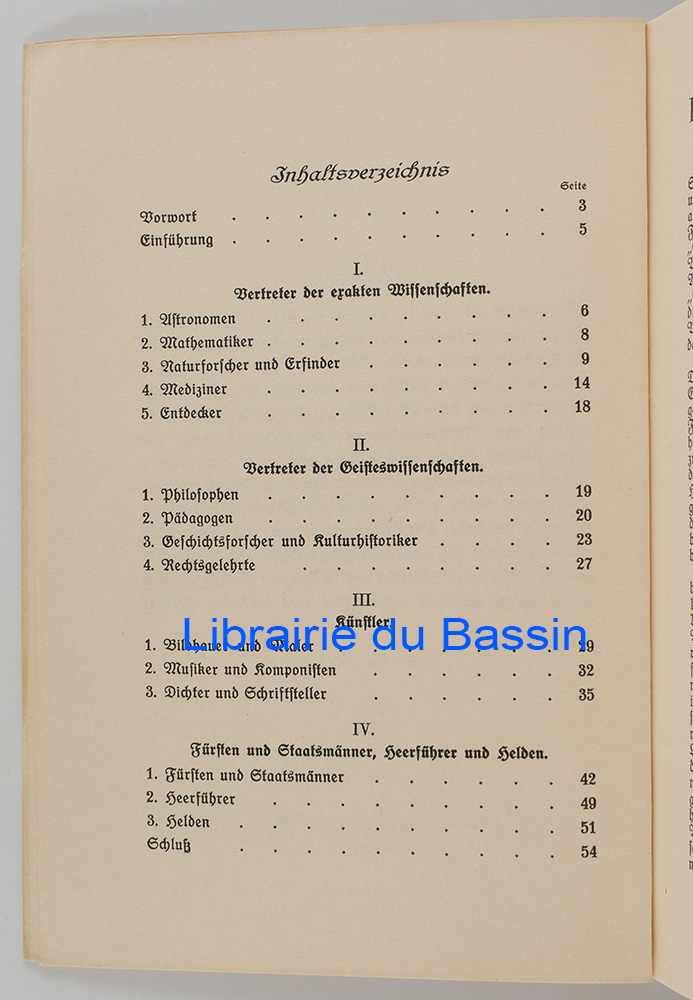 Inhaltsverzeichnis
Seite
Vorwort . . . . . . . . . . 3
Einführung . . . . . . . . . . 5
I.
Vertreter der exakten Wissenschaften.
1. Astronomen . . . . . . . . . 6
2. Mathematiker . . . . . . . . . 8
3. Naturforscher und Erfinder . . . . . . 9
4. Mediziner . . . . . . . . . 14
5. Entdecker . . . . . . . . . 18
II.
Vertreter der Geisteswissenschaften.
1. Philosophen . . . . . . . . . 19
2. Pädagogen . . . . . . . . . 20
3. Geschichtsforscher und Kulturhistoriker . . . . 23
4. Rechtsgelehrte . . . . . . . . 27
III.
Künstler.
Librairie du Bassin
1. Bildhauer und Maler . . . . . . . 29
2. Musiker und Komponisten . . . . . . 32
3. Dichter und Schriftsteller . . . . . . 35
IV.
Fürsten und Staatsmänner, Heerführer und Helden.
1. Fürsten und Staatsmänner . . . . . . 42
2. Heerführer . . . . . . . . . 49
3. Helden . . . . . . . . . . 51
Schluß . . . . . . . . . . 54